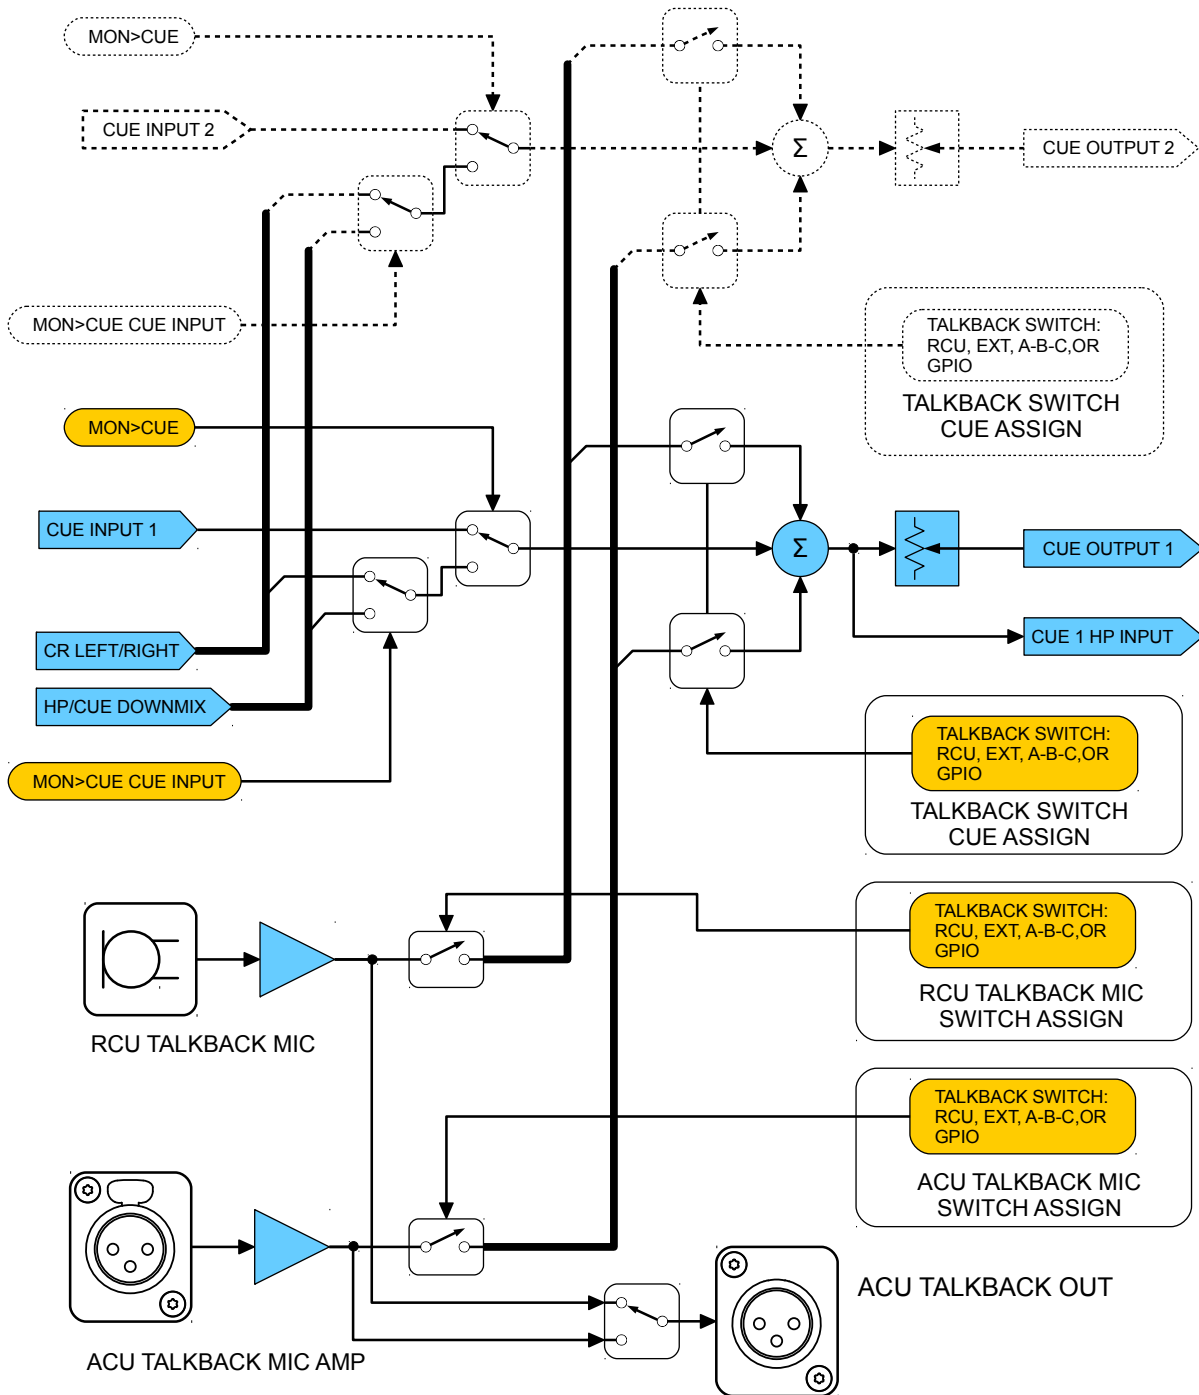 MON>CUE
CUE INPUT 2
Σ
CUE OUTPUT 2
MON>CUE CUE INPUT
TALKBACK SWITCH:
RCU, EXT, A-B-C,OR
GPIO
TALKBACK SWITCH
CUE ASSIGN
MON>CUE
CUE INPUT 1
Σ
CUE OUTPUT 1
CR LEFT/RIGHT
CUE 1 HP INPUT
HP/CUE DOWNMIX
MON>CUE CUE INPUT
TALKBACK SWITCH:
RCU, EXT, A-B-C,OR
GPIO
TALKBACK SWITCH
CUE ASSIGN
TALKBACK SWITCH:
RCU, EXT, A-B-C,OR
GPIO
RCU TALKBACK MIC
SWITCH ASSIGN
RCU TALKBACK MIC
TALKBACK SWITCH:
RCU, EXT, A-B-C,OR
GPIO
ACU TALKBACK MIC
SWITCH ASSIGN
ACU TALKBACK OUT
ACU TALKBACK MIC AMP